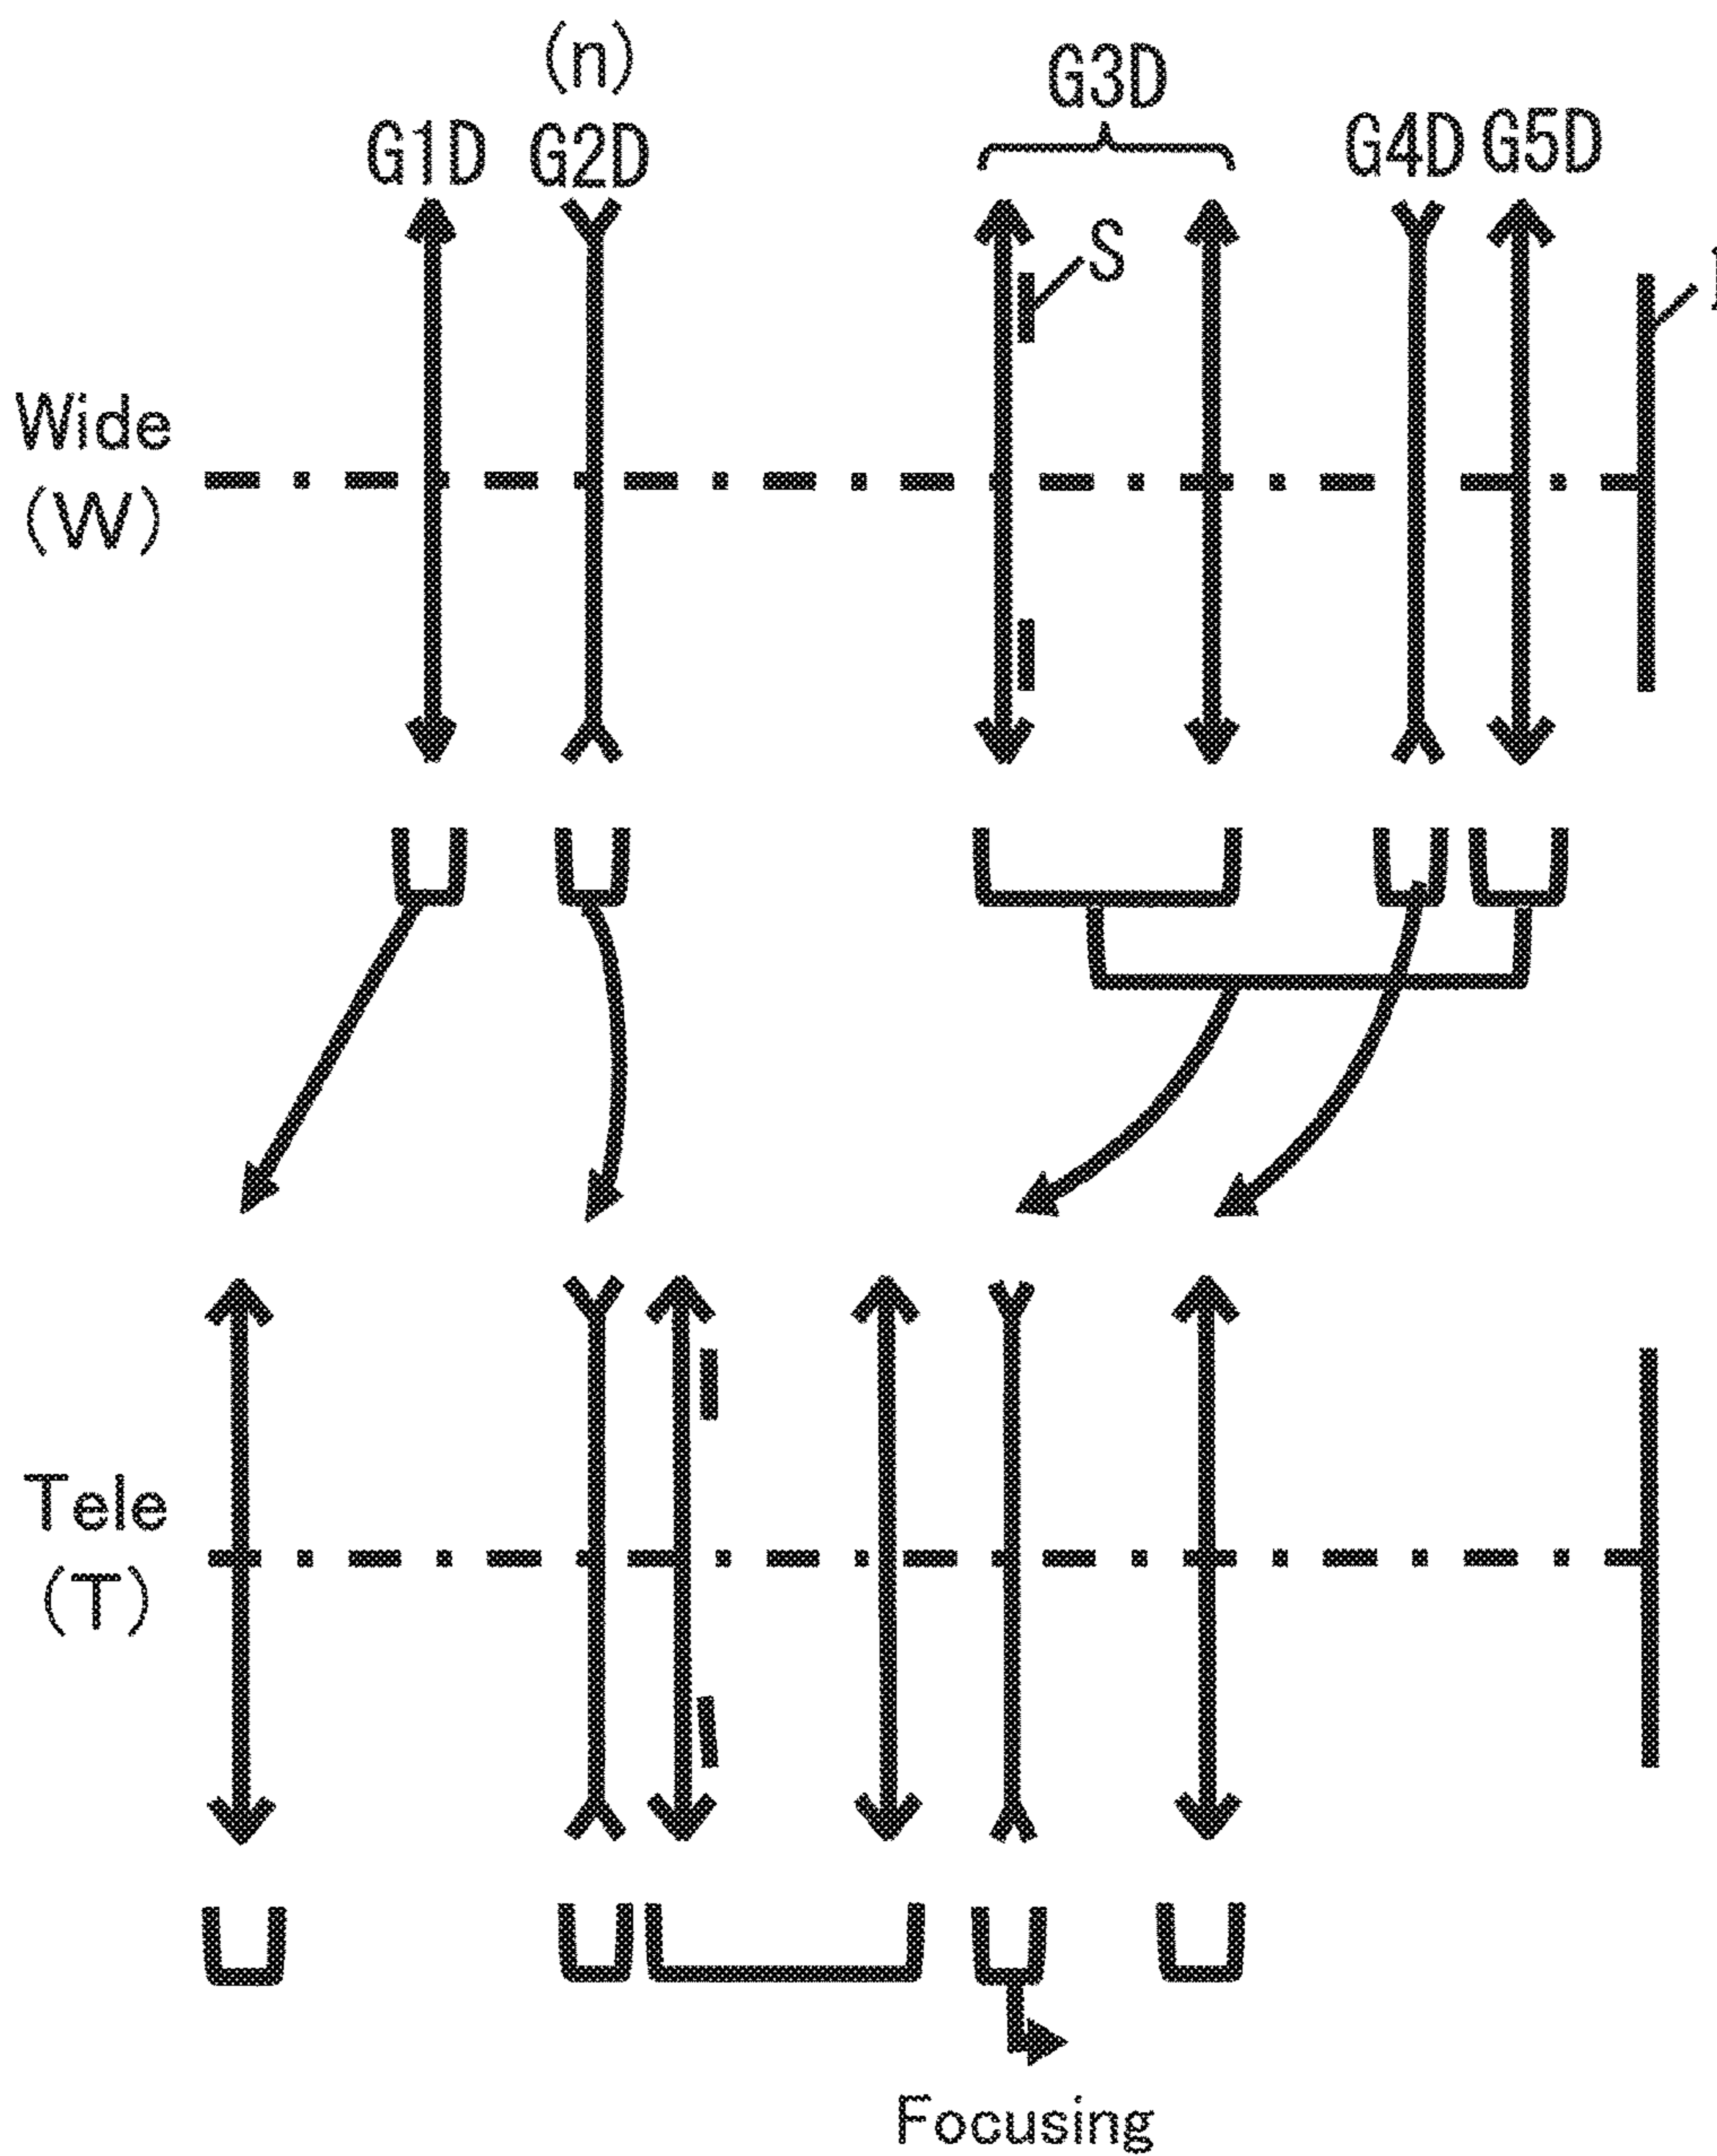 (n)
G1D G2D G3D G4D G5D
S
Wide
(W)
Tele
(T)
Focusing